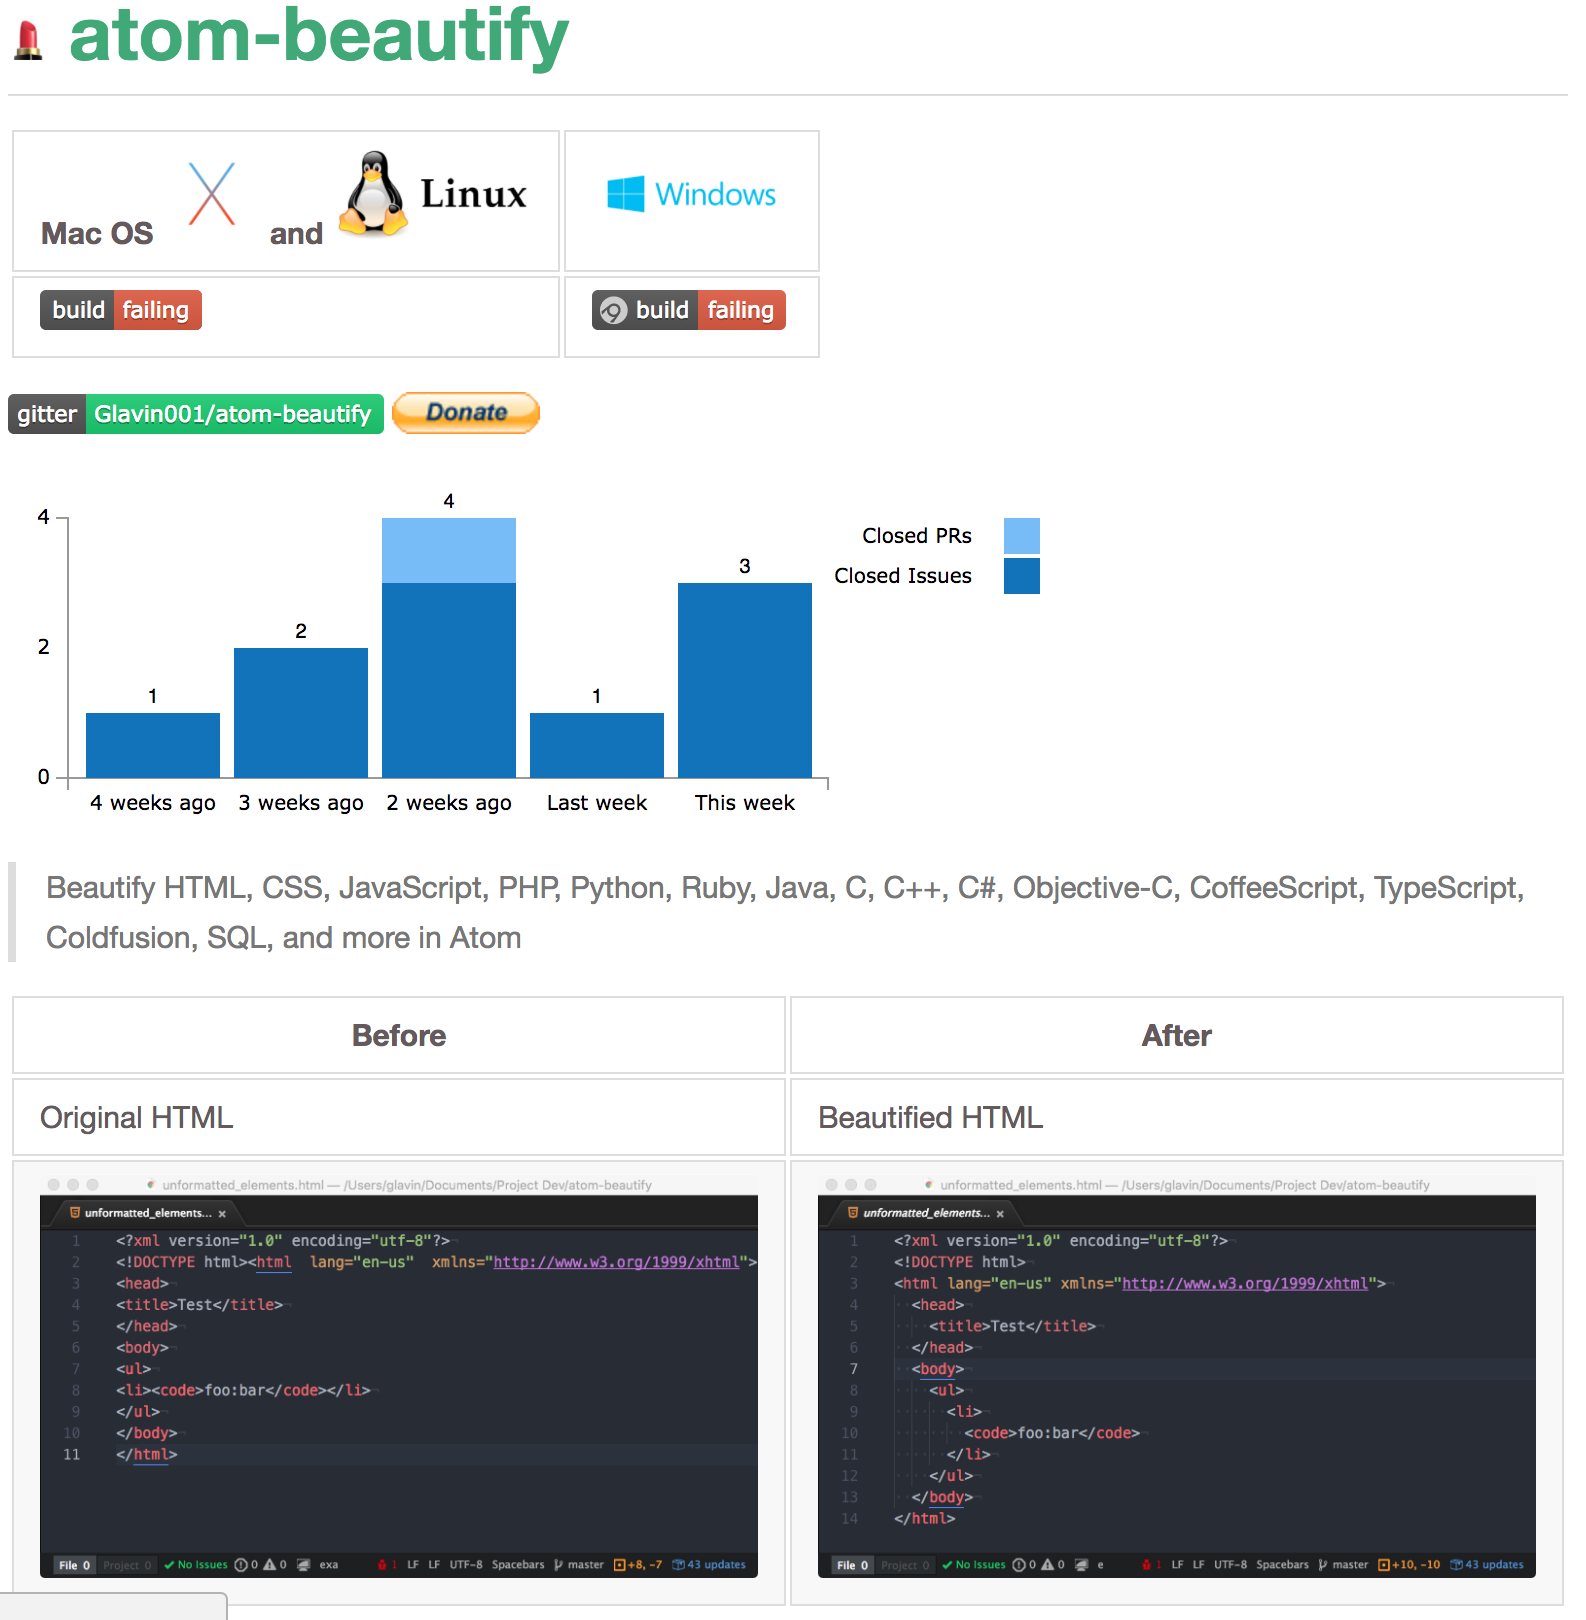 atom-beautify
Mac OS and Linux
Windows
build failing
build failing
gitter Glavin001/atom-beautify
Donate
4
2
0
1
2
4
1
3
4 weeks ago
3 weeks ago
2 weeks ago
Last week
This week
Closed PRs
Closed Issues
Beautify HTML, CSS, JavaScript, PHP, Python, Ruby, Java, C, C++, C#, Objective-C, CoffeeScript, TypeScript,
Coldfusion, SQL, and more in Atom
Before
After
Original HTML
Beautified HTML
unformatted_elements.html — /Users/glavin/Documents/Project Dev/atom-beautify
unformatted_elements... ×
1 <?xml version="1.0" encoding="utf-8"?>
2 <!DOCTYPE html><html  lang="en-us"  xmlns="http://www.w3.org/1999/xhtml">
3 <head>
4 <title>Test</title>
5 </head>
6 <body>
7 <ul>
8 <li><code>foo:bar</code></li>
9 </ul>
10 </body>
11 </html>
File 0 Project 0 No Issues 0 0 exa 1 LF LF UTF-8 Spacebars master +8, -7 43 updates
unformatted_elements.html — /Users/glavin/Documents/Project Dev/atom-beautify
unformatted_elements... ×
1 <?xml version="1.0" encoding="utf-8"?>
2 <!DOCTYPE html>
3 <html lang="en-us" xmlns="http://www.w3.org/1999/xhtml">
4   <head>
5     <title>Test</title>
6   </head>
7   <body>
8     <ul>
9       <li>
10         <code>foo:bar</code>
11       </li>
12     </ul>
13   </body>
14 </html>
File 0 Project 0 No Issues 0 0 e 1 LF LF UTF-8 Spacebars master +10, -10 43 updates